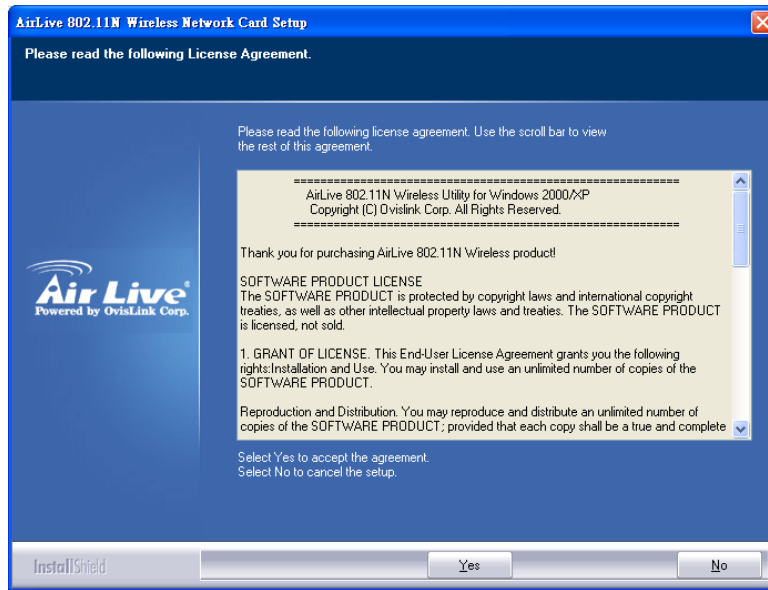 AirLive 802.11N Wireless Network Card Setup
Please read the following License Agreement.
Please read the following license agreement. Use the scroll bar to view
the rest of this agreement.
============================================================
AirLive 802.11N Wireless Utility for Windows 2000/XP
Copyright (C) Ovislink Corp. All Rights Reserved.
============================================================
Thank you for purchasing AirLive 802.11N Wireless product!
SOFTWARE PRODUCT LICENSE
The SOFTWARE PRODUCT is protected by copyright laws and international copyright
treaties, as well as other intellectual property laws and treaties. The SOFTWARE PRODUCT
is licensed, not sold.
1. GRANT OF LICENSE. This End-User License Agreement grants you the following
rights:Installation and Use. You may install and use an unlimited number of copies of the
SOFTWARE PRODUCT.
Reproduction and Distribution. You may reproduce and distribute an unlimited number of
copies of the SOFTWARE PRODUCT; provided that each copy shall be a true and complete
Air Live®
Powered by OvisLink Corp.
Select Yes to accept the agreement.
Select No to cancel the setup.
InstallShield
Yes
No